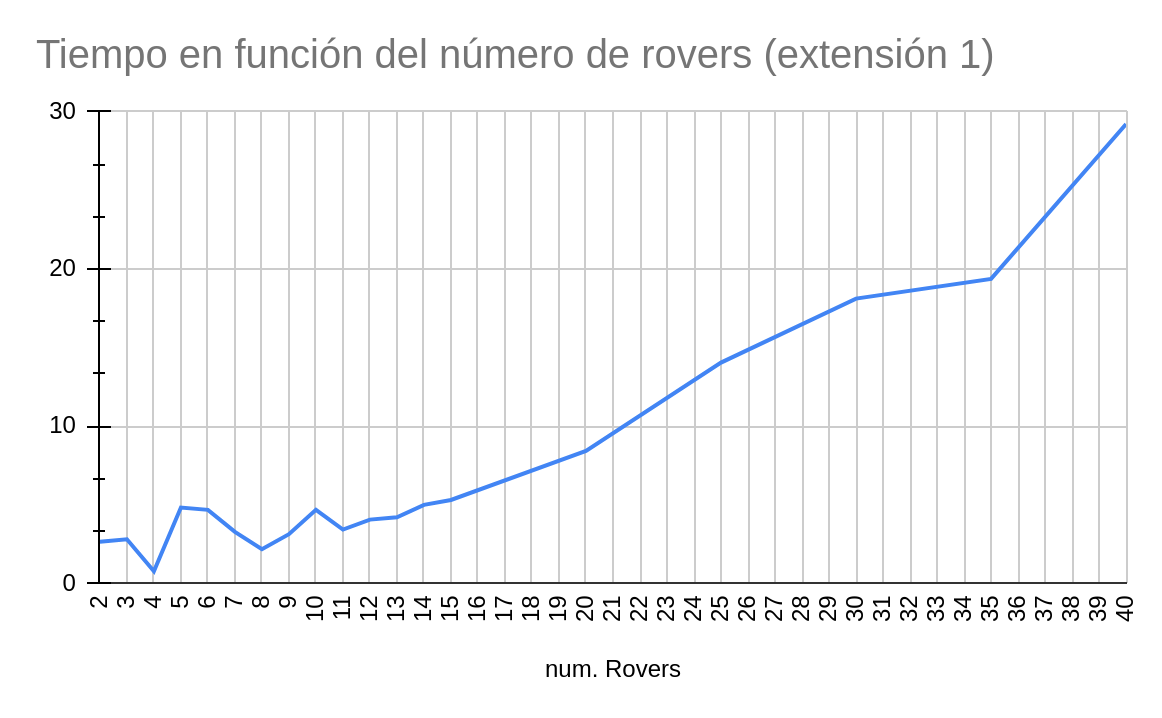 Tiempo en función del número de rovers (extensión 1)
30
20
10
0
2 3 4 5 6 7 8 9 10 11 12 13 14 15 16 17 18 19 20 21 22 23 24 25 26 27 28 29 30 31 32 33 34 35 36 37 38 39 40
num. Rovers